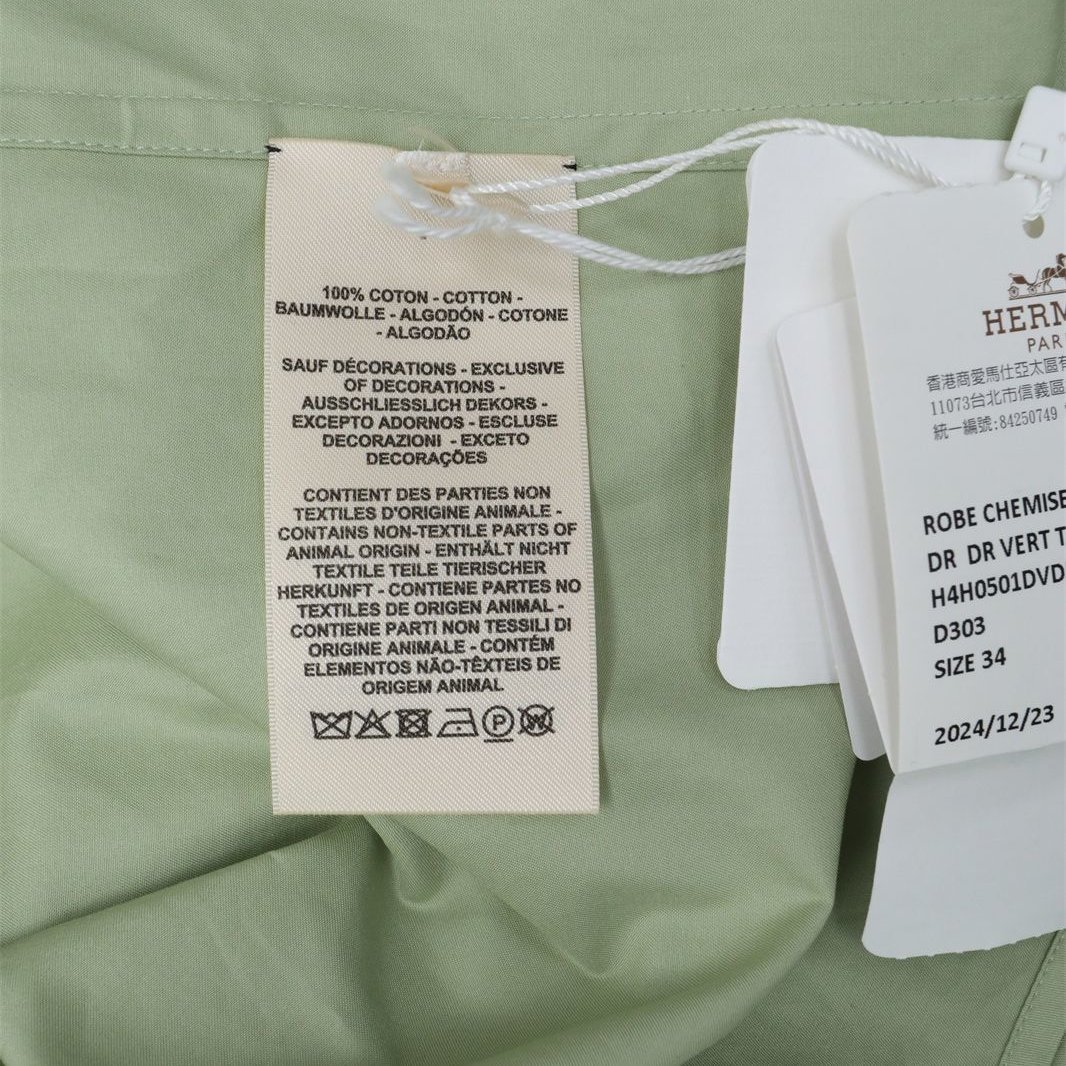 100% COTON - COTTON -
BAUMWOLLE - ALGODÓN - COTONE
- ALGODÃO
SAUF DÉCORATIONS - EXCLUSIVE
OF DECORATIONS -
AUSSCHLIESSLICH DEKORS -
EXCEPTO ADORNOS - ESCLUSE
DECORAZIONI - EXCETO
DECORAÇÕES
CONTIENT DES PARTIES NON
TEXTILES D'ORIGINE ANIMALE -
CONTAINS NON-TEXTILE PARTS OF
ANIMAL ORIGIN - ENTHÄLT NICHT
TEXTILE TEILE TIERISCHER
HERKUNFT - CONTIENE PARTES NO
TEXTILES DE ORIGEN ANIMAL -
CONTIENE PARTI NON TESSILI DI
ORIGINE ANIMALE - CONTÉM
ELEMENTOS NÃO-TÊXTEIS DE
ORIGEM ANIMAL
P W
HERM
PAR
香港商愛馬仕亞太區有
11073台北市信義區
統一編號:84250749
ROBE CHEMISE
DR DR VERT T
H4H0501DVD
D303
SIZE 34
2024/12/23